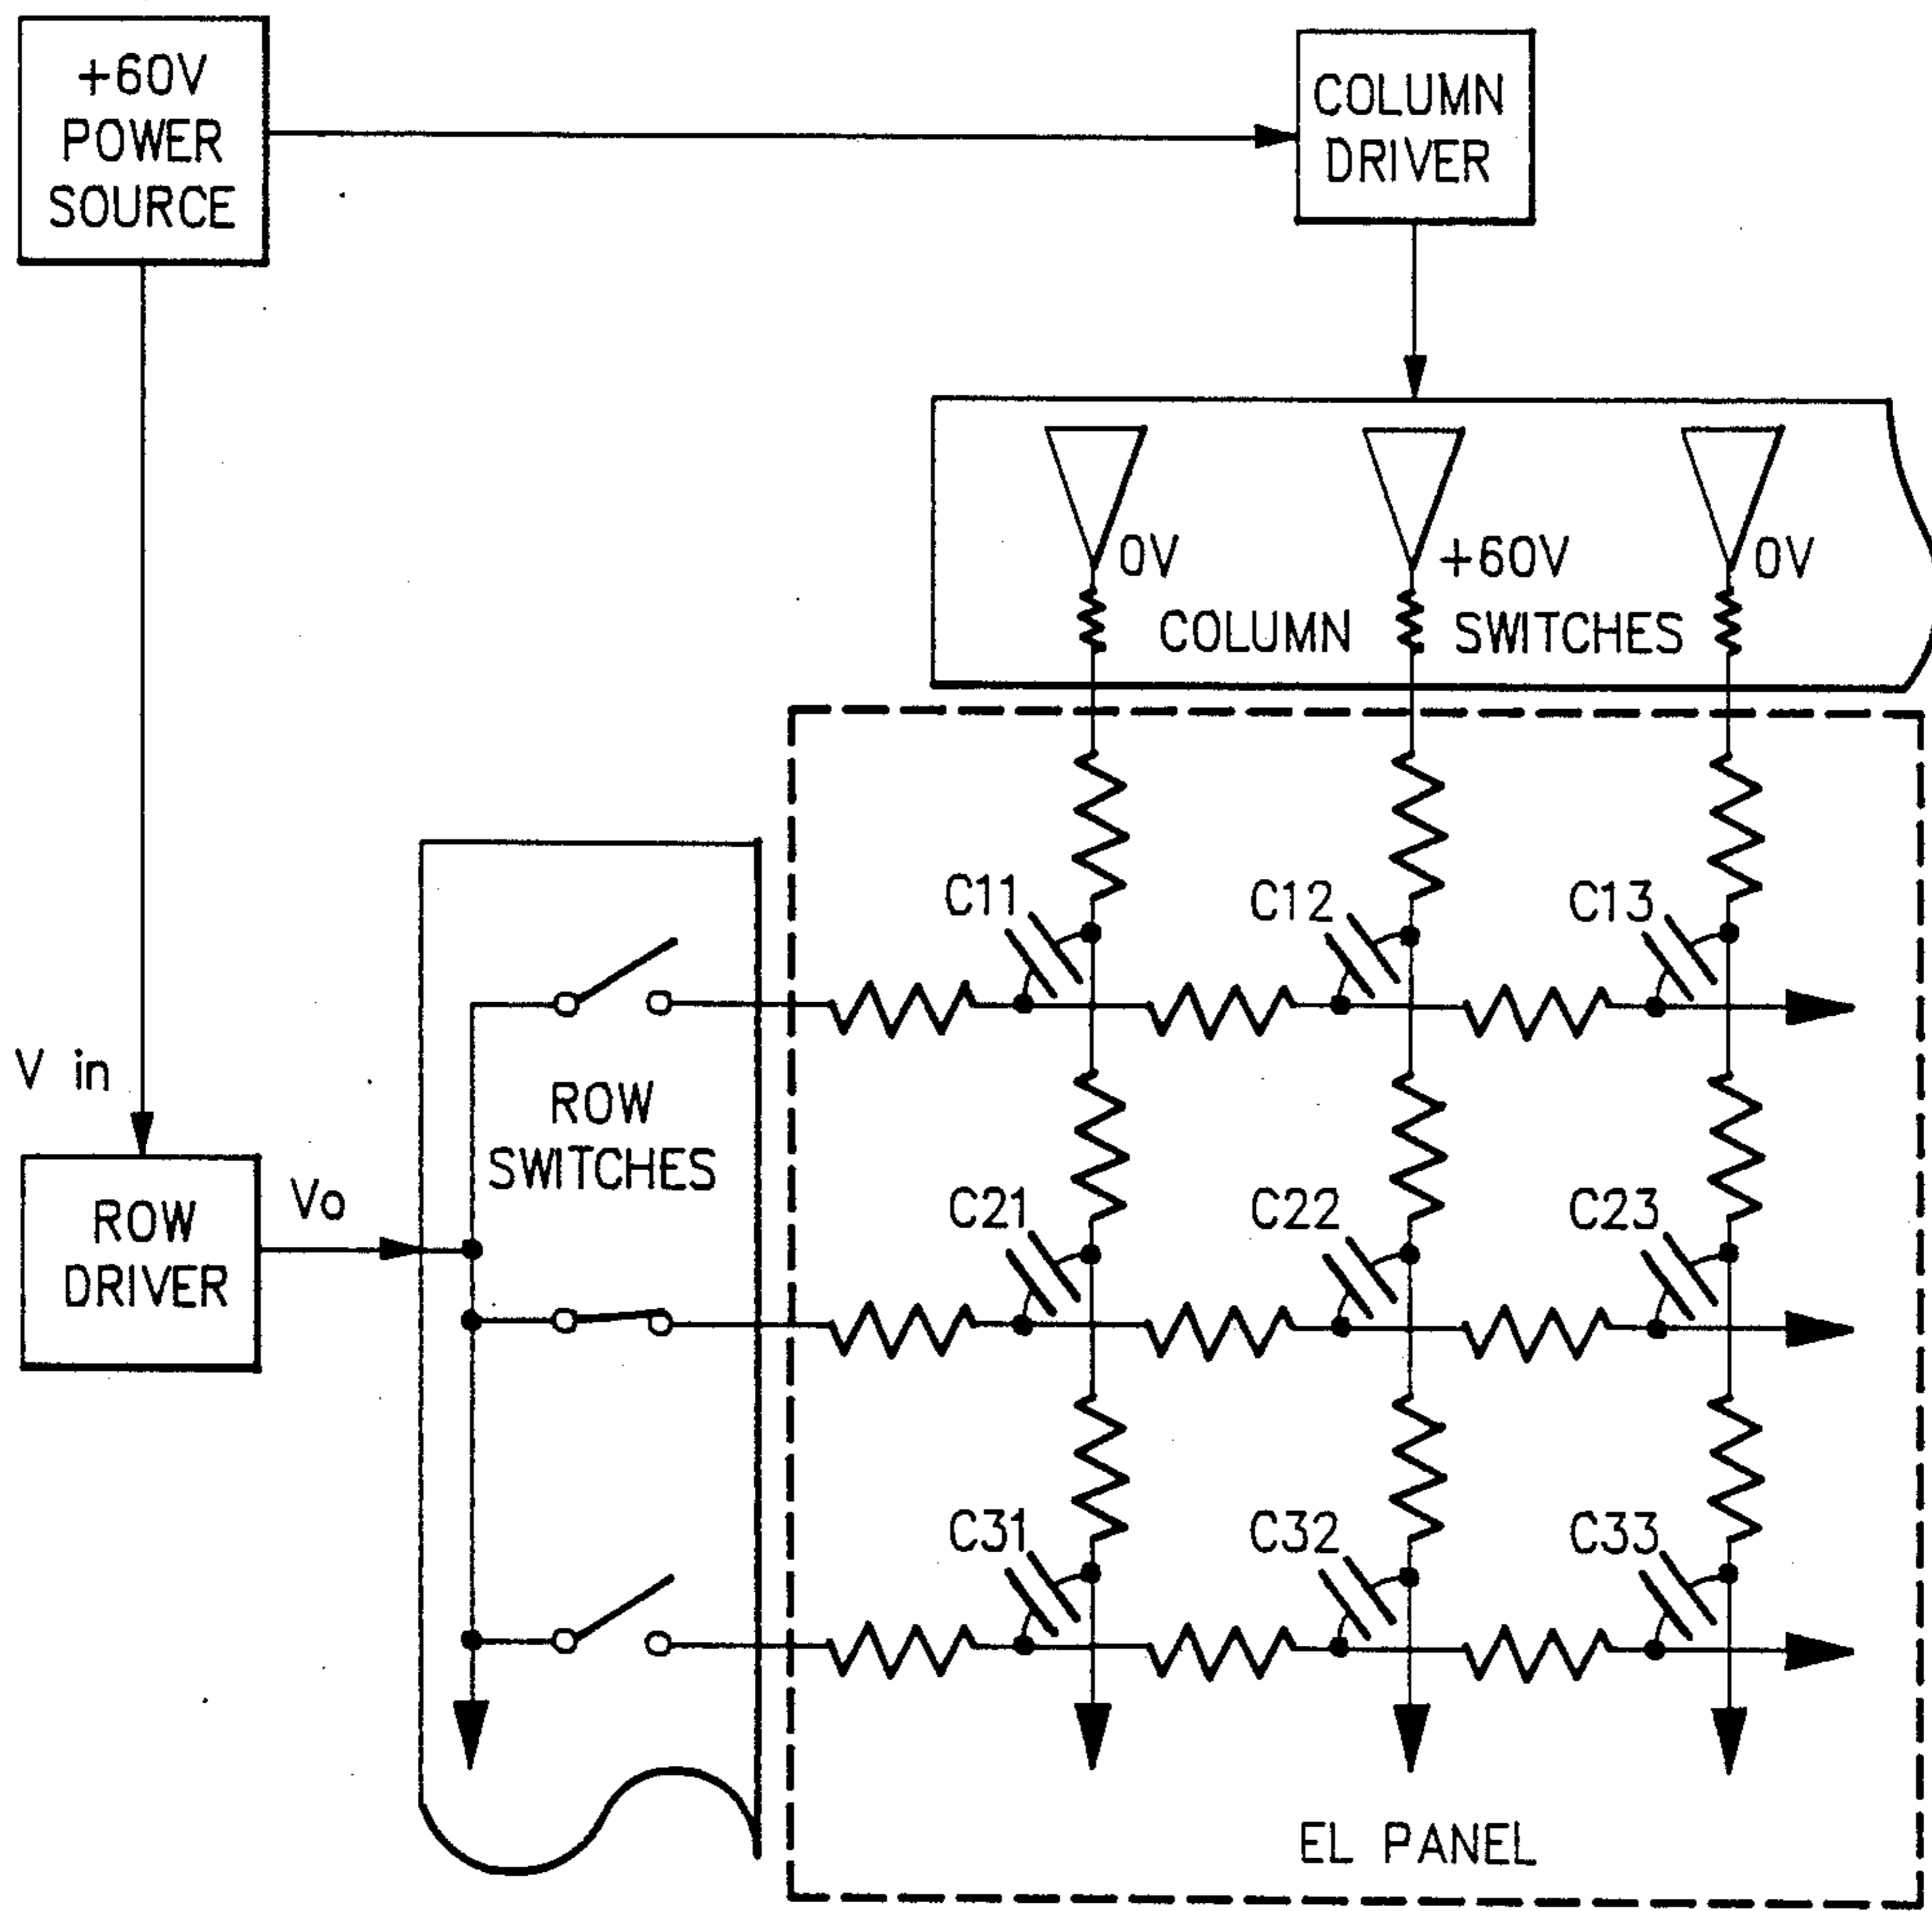 +60V
POWER
SOURCE
COLUMN
DRIVER
0V
+60V
0V
COLUMN SWITCHES
C11
C12
C13
V in
ROW
SWITCHES
ROW
DRIVER
Vo
C21
C22
C23
C31
C32
C33
EL PANEL